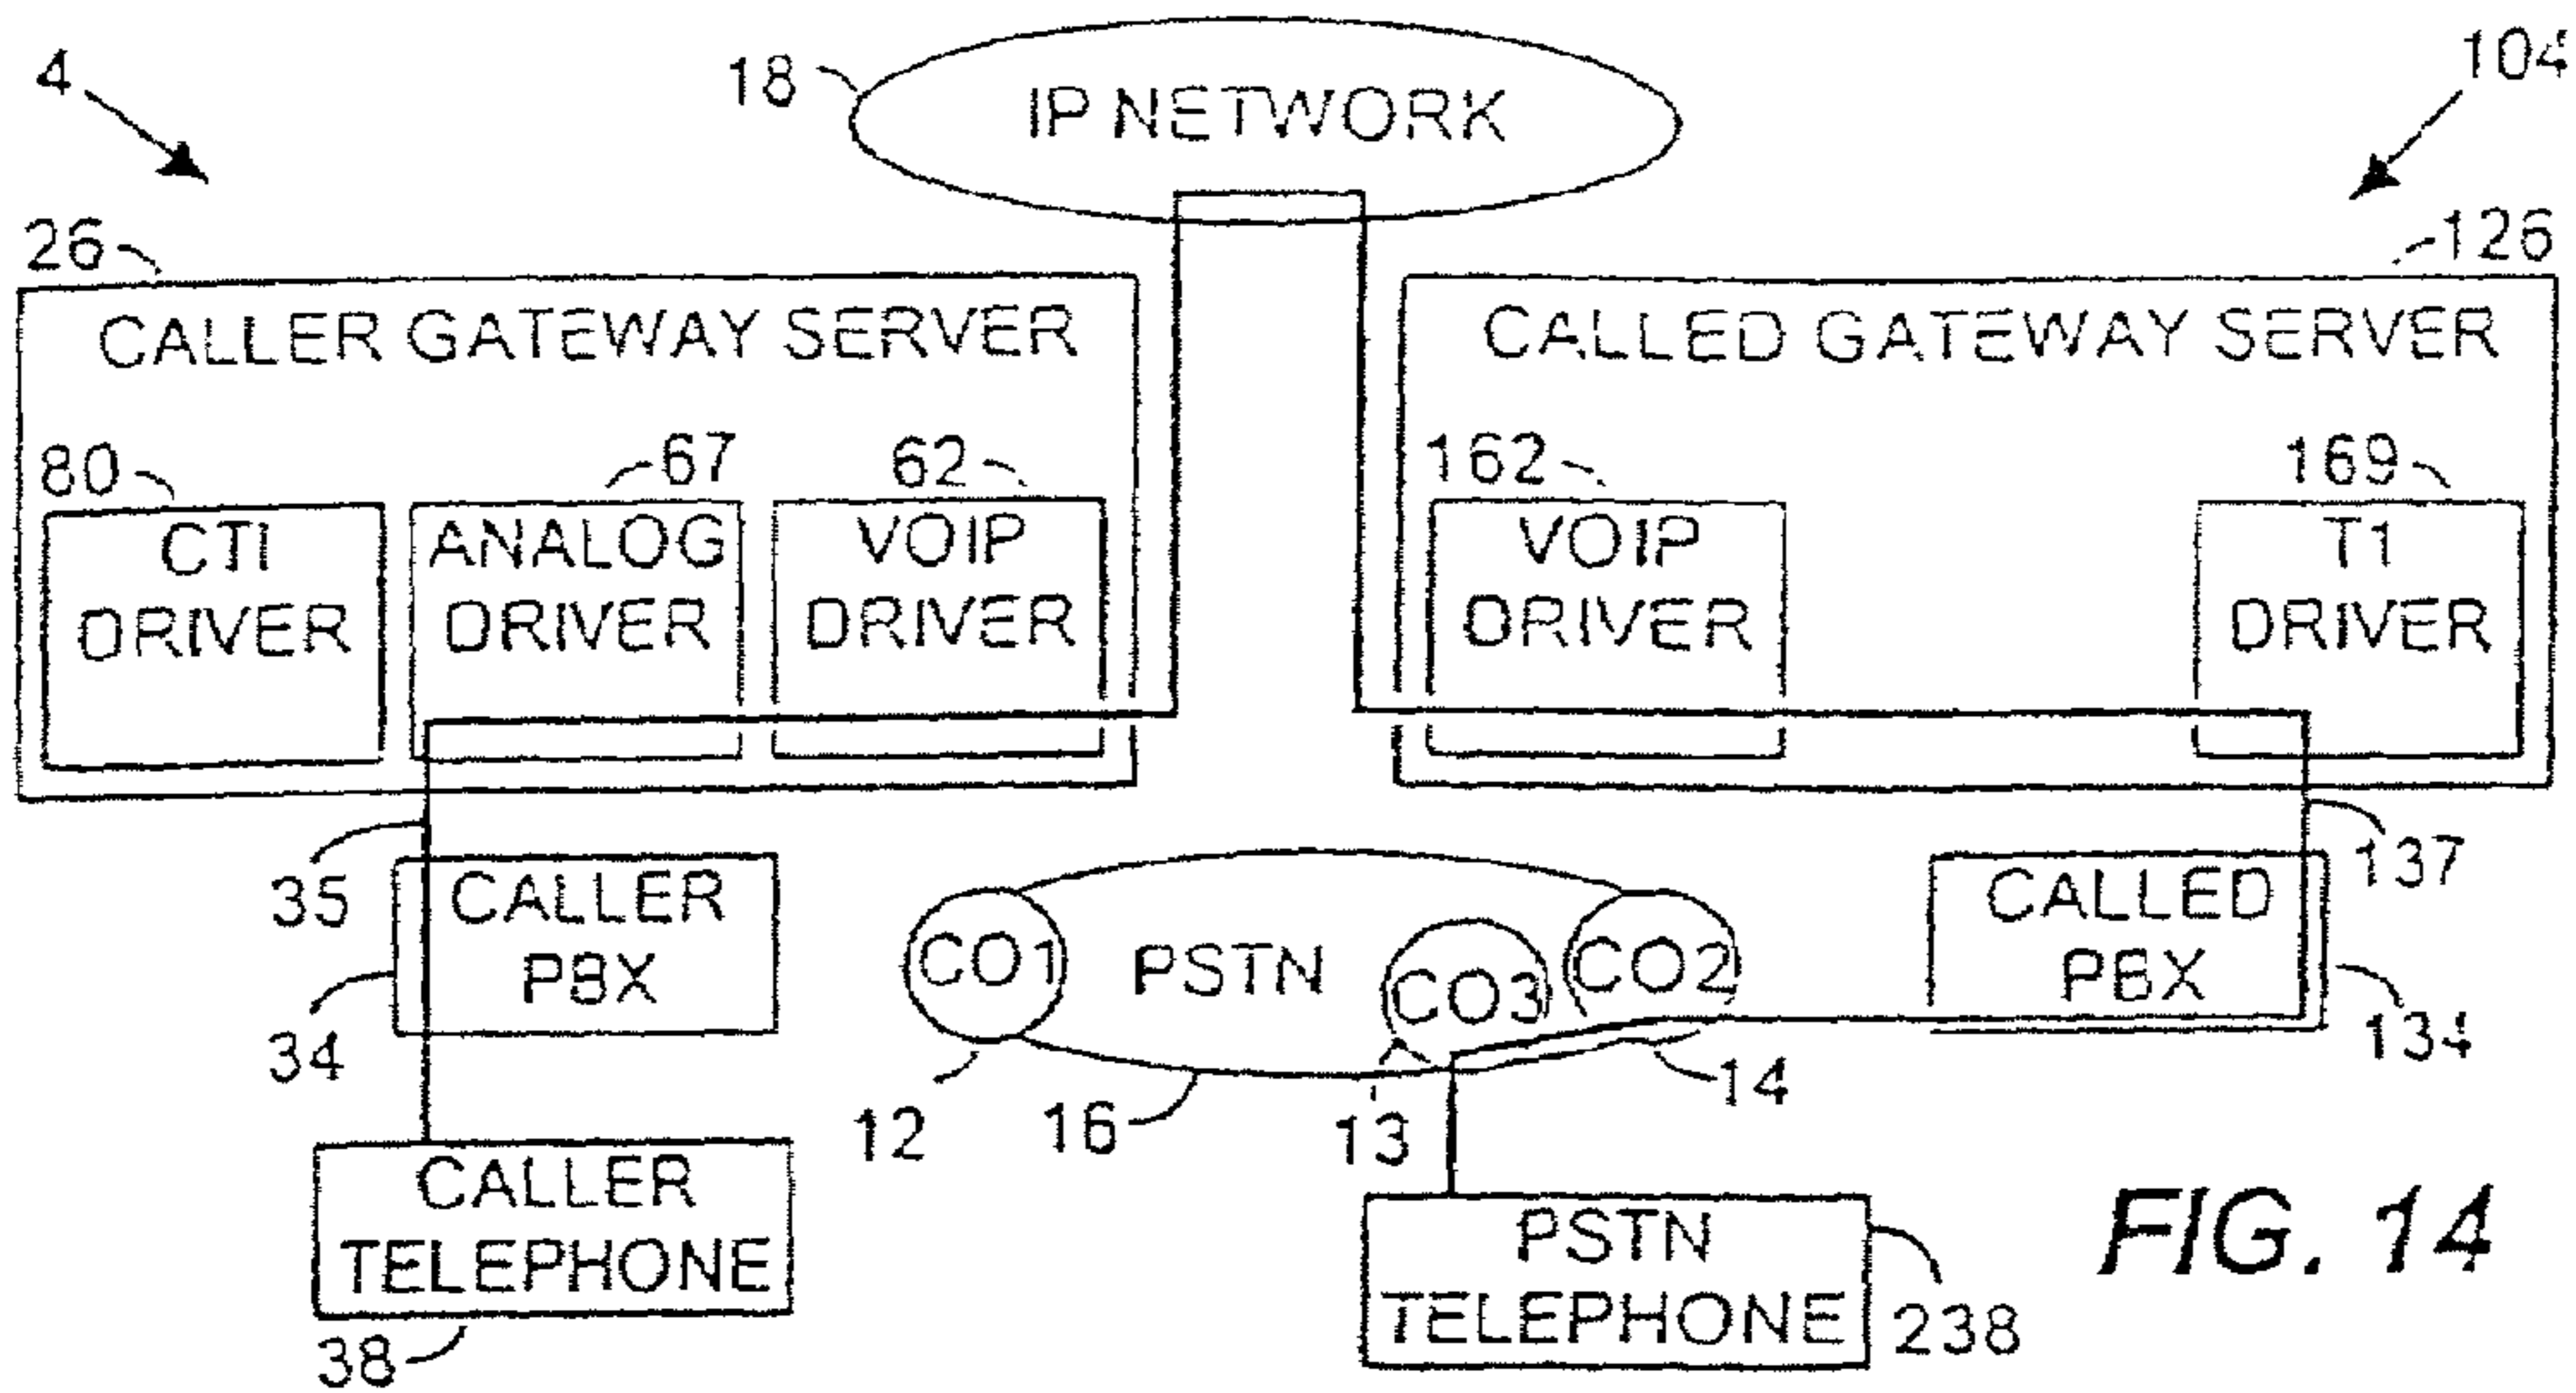 4
18
IP NETWORK
104
26
126
CALLER GATEWAY SERVER
CALLED GATEWAY SERVER
80
67
62
162
169
CTI
DRIVER
ANALOG
DRIVER
VOIP
DRIVER
VOIP
DRIVER
T1
DRIVER
35
CALLER
PBX
34
CO1
PSTN
CO3
CO2
CALLED
PBX
137
134
12
16
13
14
CALLER
TELEPHONE
38
PSTN
TELEPHONE
238
FIG. 14